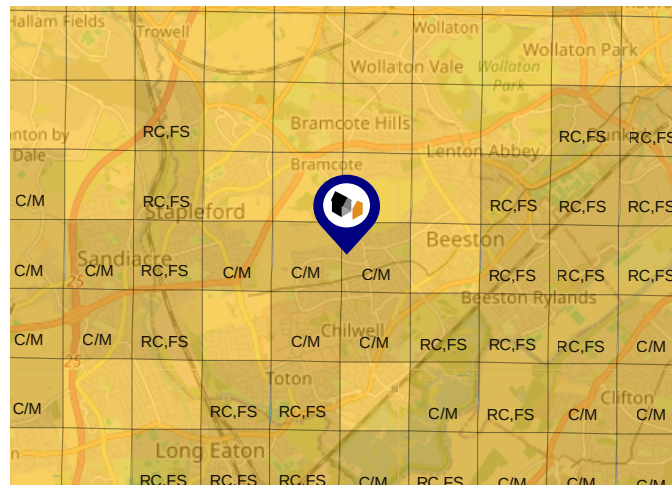 Hallam Fields
Trowell
Wollaton
Wollaton Park
Wollaton Vale
Wollaton
Park
RC,FS
Bramcote Hills
RC,FS
RC,FS
anton by
Dale
Lenton Abbey
Bramcote
C/M
RC,FS
RC,FS
RC,FS
RC,FS
Stapleford
Beeston
Sandiacre
C/M
C/M
RC,FS
C/M
C/M
C/M
RC,FS
RC,FS
RC,FS
25
Beeston Rylands
Chilwell
C/M
C/M
RC,FS
C/M
C/M
RC,FS
RC,FS
RC,FS
C/M
25
Toton
Clifton
C/M
RC,FS
RC,FS
C/M
RC,FS
C/M
C/M
Long Eaton
RC,FS
RC,FS
RC,FS
C/M
RC,FS
C/M
C/M
C/M